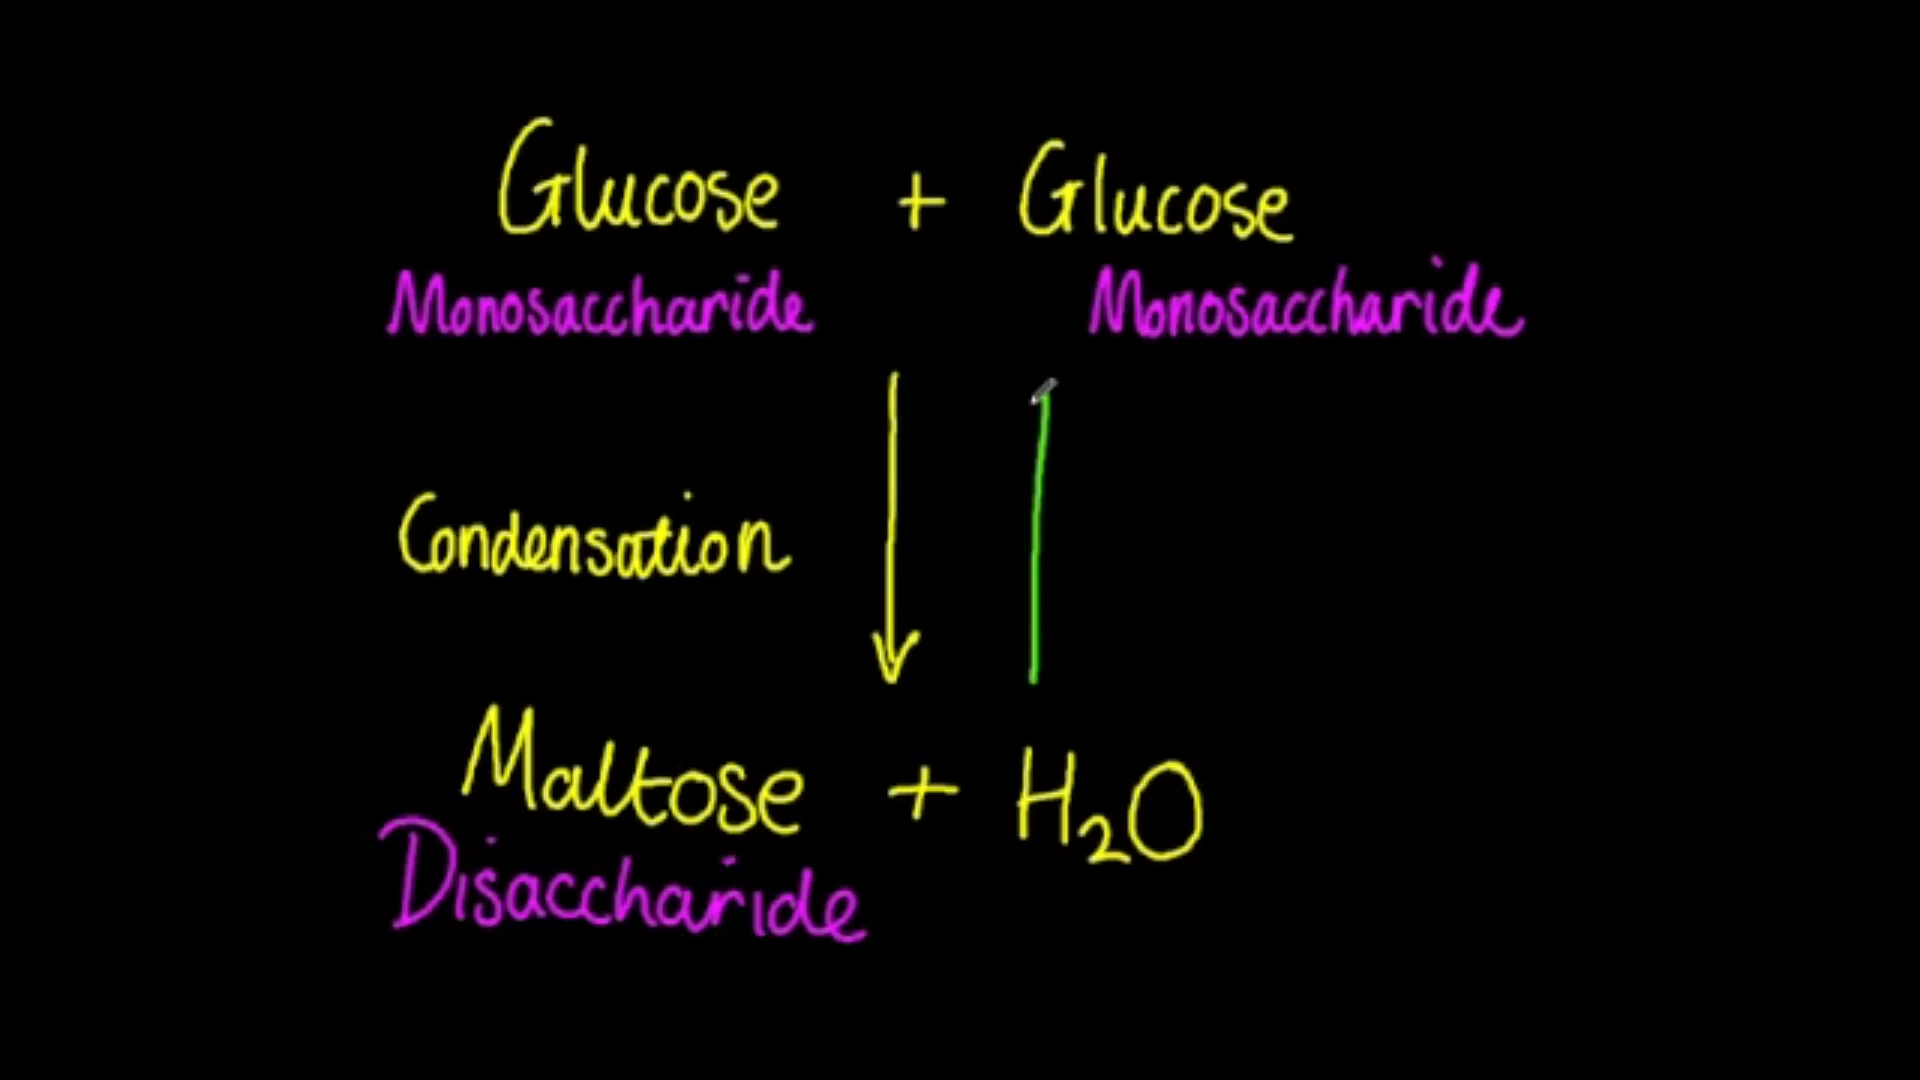 Glucose + Glucose
Monosaccharide Monosaccharide
Condensation
Maltose + H₂O
Disaccharide